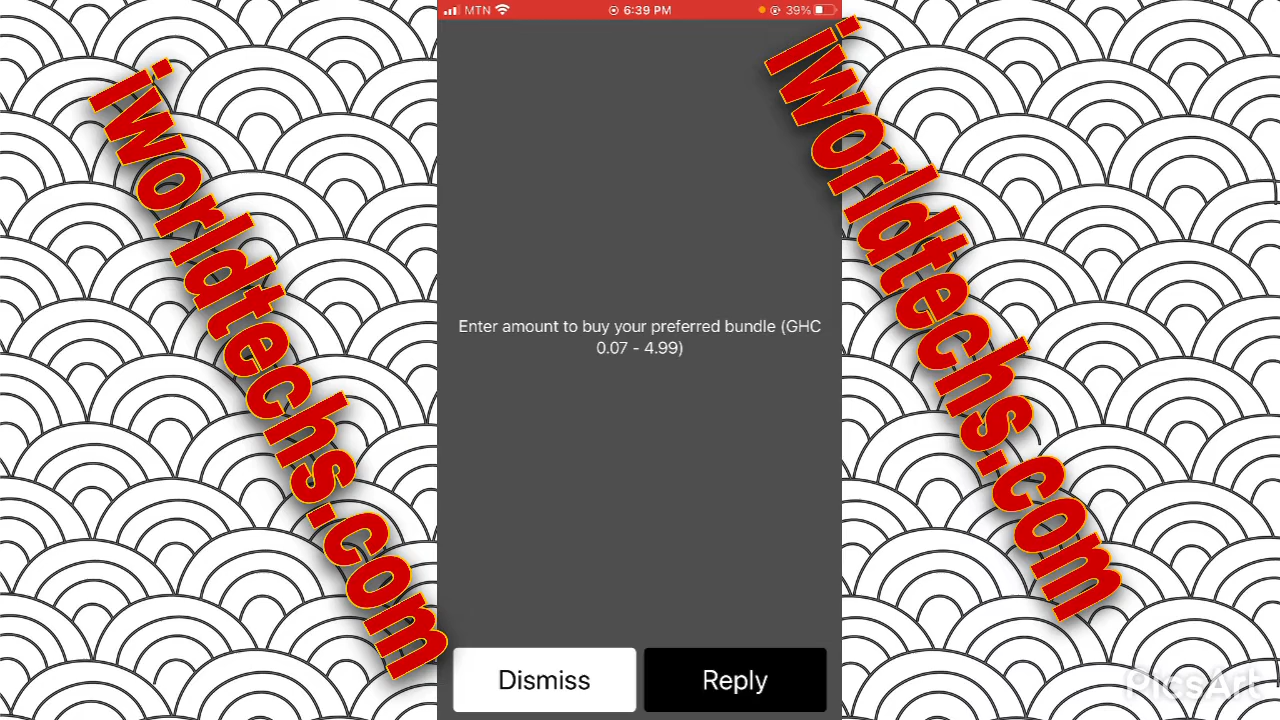 MTN 6:39 PM 39%
iworldtechs.com
iworldtechs.com
Enter amount to buy your preferred bundle (GHC
0.07 - 4.99)
Dismiss Reply
PicsArt